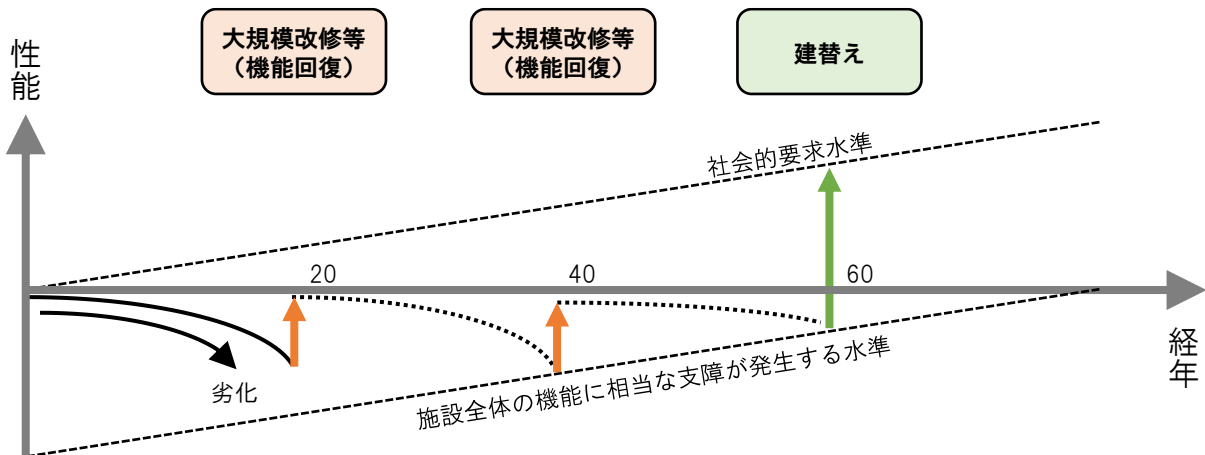 大規模改修等
（機能回復）
大規模改修等
（機能回復）
建替え
性能
社会的要求水準
20
40
60
劣化
施設全体の機能に相当な支障が発生する水準
経年